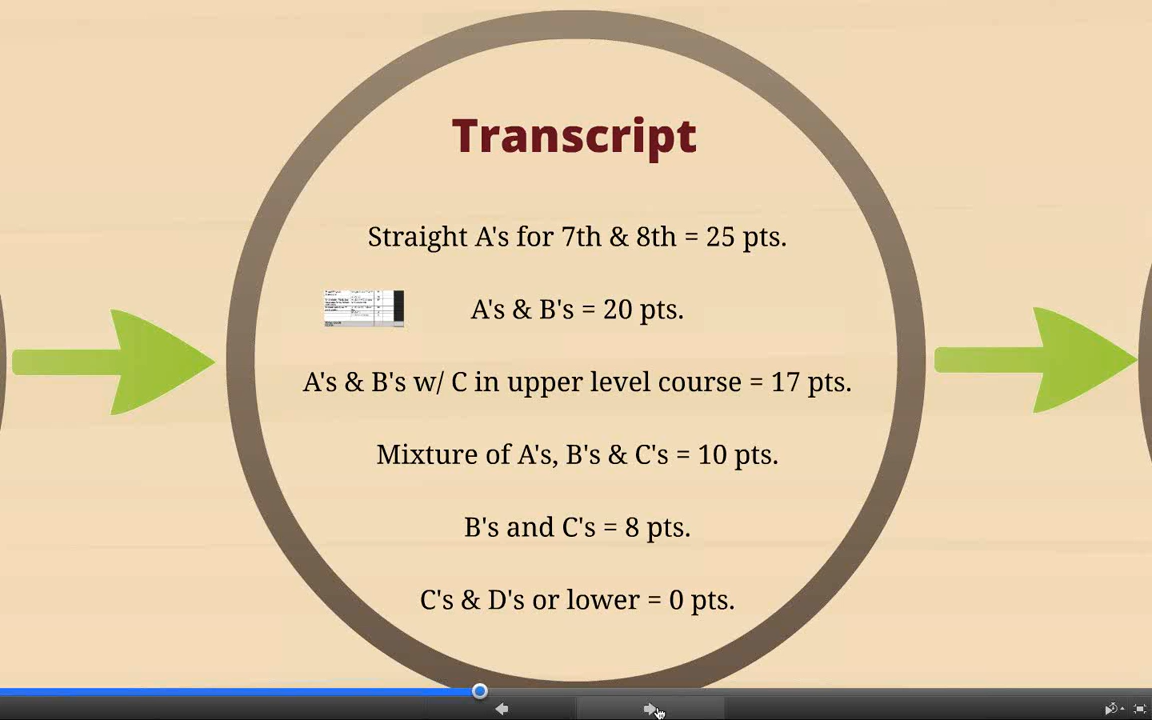 Transcript
Straight A's for 7th & 8th = 25 pts.
A's & B's = 20 pts.
A's & B's w/ C in upper level course = 17 pts.
Mixture of A's, B's & C's = 10 pts.
B's and C's = 8 pts.
C's & D's or lower = 0 pts.